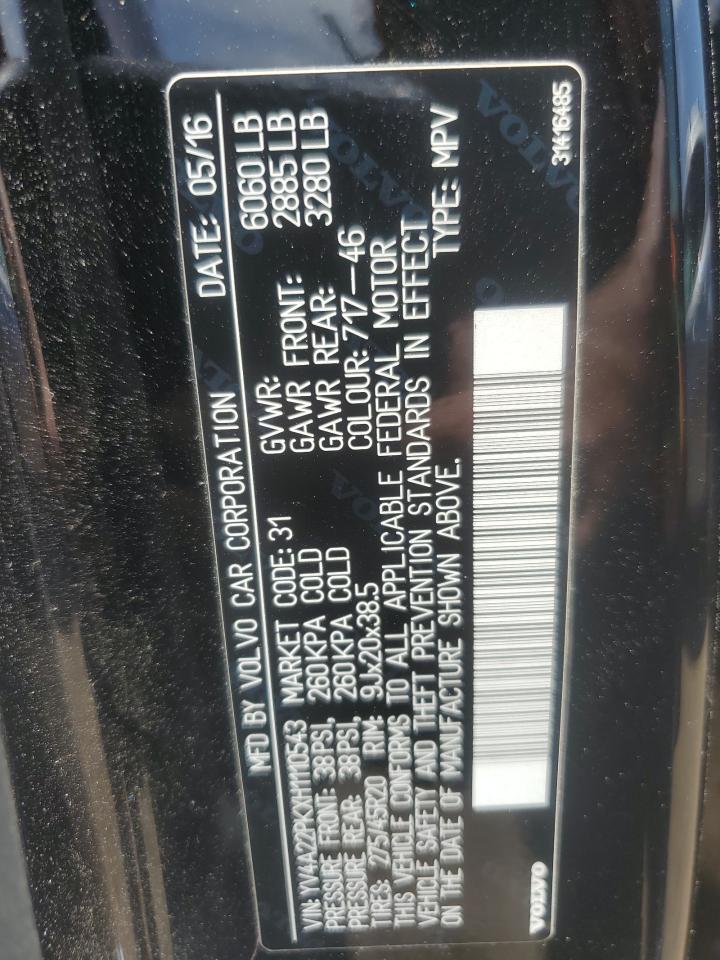 MFD BY VOLVO CAR CORPORATION DATE: 05/16
VIN: YV4A22PKXH1110543 MARKET CODE: 31 GVWR: 6060 LB
PRESSURE FRONT: 38PSI, 260KPA COLD GAWR FRONT: 2885 LB
PRESSURE REAR: 38PSI, 260KPA COLD GAWR REAR: 3280 LB
TIRES: 275/45R20 RIM: 9Jx20x38.5 COLOUR: 717-46
THIS VEHICLE CONFORMS TO ALL APPLICABLE FEDERAL MOTOR
VEHICLE SAFETY AND THEFT PREVENTION STANDARDS IN EFFECT
ON THE DATE OF MANUFACTURE SHOWN ABOVE. TYPE: MPV
VOLVO 31416485